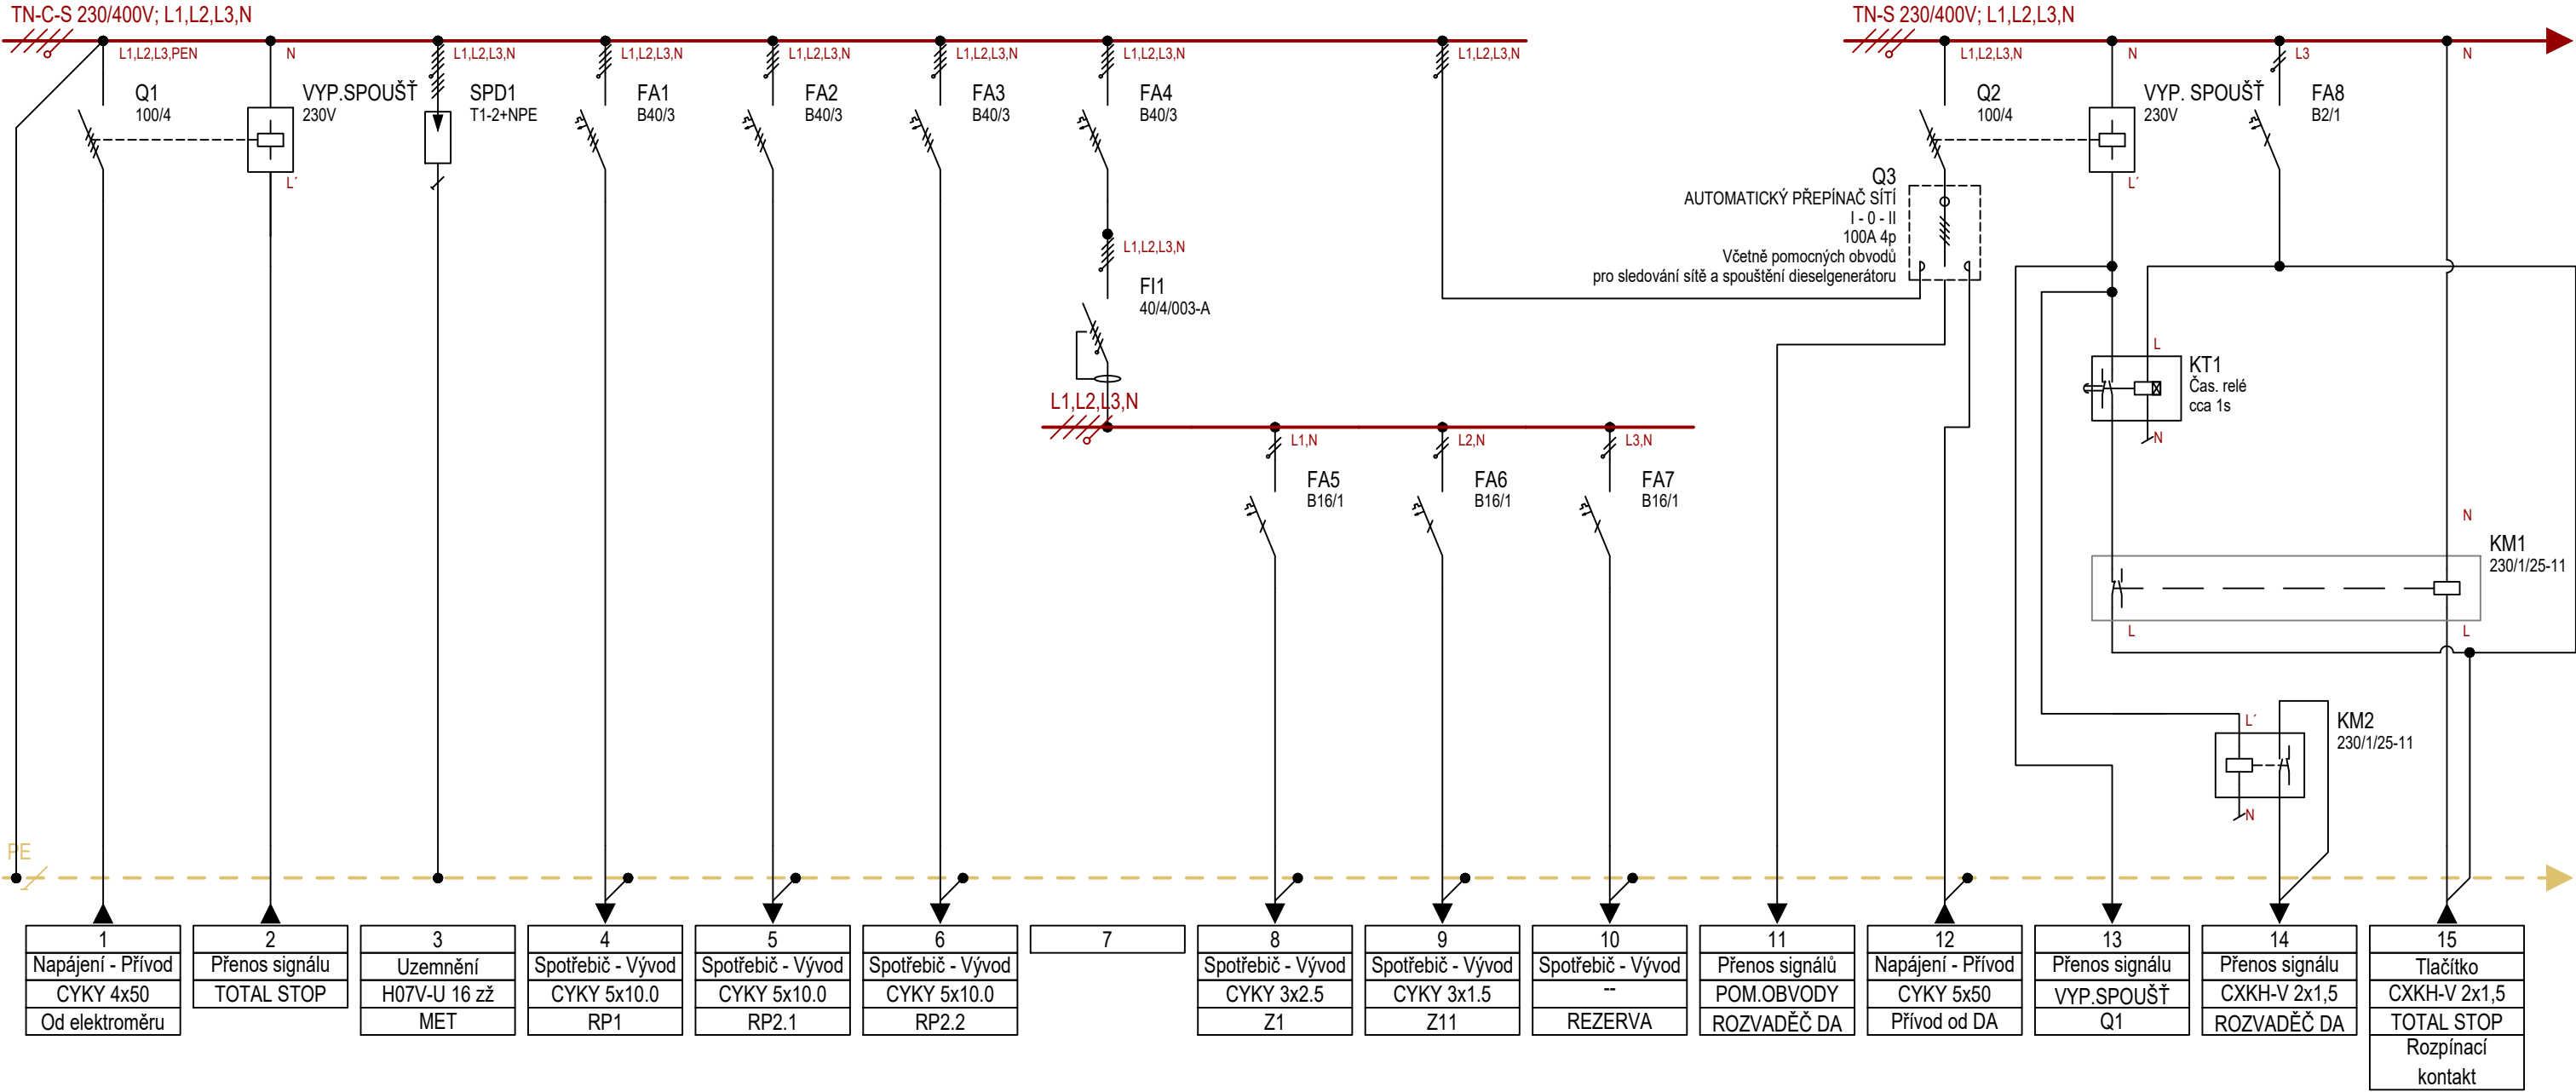 TN-C-S 230/400V; L1,L2,L3,N
TN-S 230/400V; L1,L2,L3,N
L1,L2,L3,PEN
N
L1,L2,L3,N
L1,L2,L3,N
L1,L2,L3,N
L1,L2,L3,N
L1,L2,L3,N
L1,L2,L3,N
L1,L2,L3,N
N
L3
N
Q1
100/4
VYP.SPOUŠŤ
230V
L´
SPD1
T1-2+NPE
FA1
B40/3
FA2
B40/3
FA3
B40/3
FA4
B40/3
L1,L2,L3,N
FI1
40/4/003-A
L1,L2,L3,N
L1,N
L2,N
L3,N
FA5
B16/1
FA6
B16/1
FA7
B16/1
Q2
100/4
VYP. SPOUŠŤ
230V
L´
FA8
B2/1
Q3
AUTOMATICKÝ PŘEPÍNAČ SÍTÍ
I - 0 - II
100A 4p
Včetně pomocných obvodů
pro sledování sítě a spouštění dieselgenerátoru
L
KT1
Čas. relé
cca 1s
N
N
KM1
230/1/25-11
L
L
L´
KM2
230/1/25-11
N
PE
1
Napájení - Přívod
CYKY 4x50
Od elektroměru
2
Přenos signálu
TOTAL STOP
3
Uzemnění
H07V-U 16 zž
MET
4
Spotřebič - Vývod
CYKY 5x10.0
RP1
5
Spotřebič - Vývod
CYKY 5x10.0
RP2.1
6
Spotřebič - Vývod
CYKY 5x10.0
RP2.2
7
8
Spotřebič - Vývod
CYKY 3x2.5
Z1
9
Spotřebič - Vývod
CYKY 3x1.5
Z11
10
Spotřebič - Vývod
--
REZERVA
11
Přenos signálů
POM.OBVODY
ROZVADĚČ DA
12
Napájení - Přívod
CYKY 5x50
Přívod od DA
13
Přenos signálu
VYP.SPOUŠŤ
Q1
14
Přenos signálu
CXKH-V 2x1,5
ROZVADĚČ DA
15
Tlačítko
CXKH-V 2x1,5
TOTAL STOP
Rozpínací
kontakt